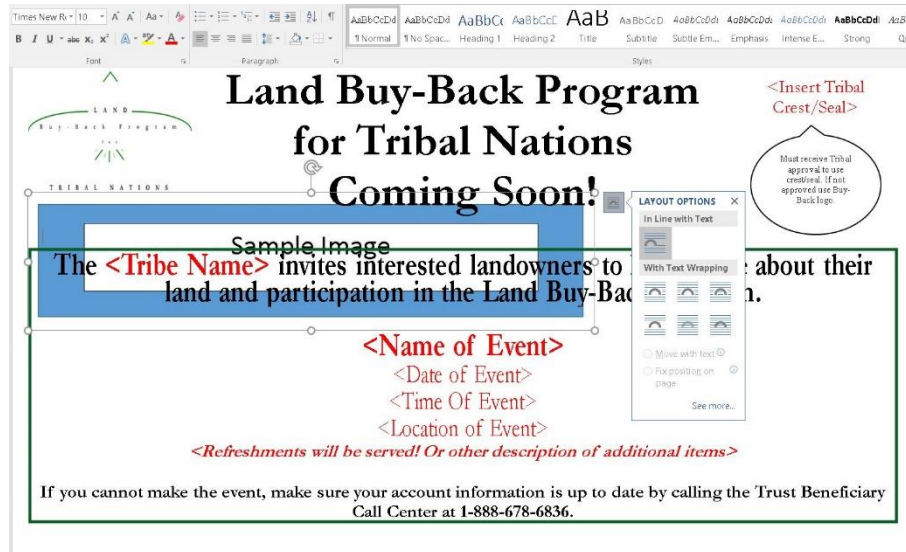 Times New Ro 10 A A Aa
AaBbCcDd AaBbCcDd AaBbCc AaBbCcD AaB AaBbCcD AaBbCcDd AaBbCcDd AaBbCcDd AaBbCcDd
B I U abc X₂ X² A A
¶ Normal ¶ No Spac... Heading 1 Heading 2 Title Subtitle Subtle Em... Emphasis Intense E... Strong
Font Paragraph Styles
LAND
Buy-Back Program
FOR
TRIBAL NATIONS
Land Buy-Back Program
for Tribal Nations
Coming Soon!
<Insert Tribal
Crest/Seal>
Must receive Tribal
approval to use
crest/seal. If not
approved use Buy-
Back logo.
Sample Image
The <Tribe Name> invites interested landowners to about their
land and participation in the Land Buy-Bac
LAYOUT OPTIONS ×
In Line with Text
With Text Wrapping
Move with text
Fix position on
page
See more...
<Name of Event>
<Date of Event>
<Time Of Event>
<Location of Event>
<Refreshments will be served! Or other description of additional items>
If you cannot make the event, make sure your account information is up to date by calling the Trust Beneficiary
Call Center at 1-888-678-6836.